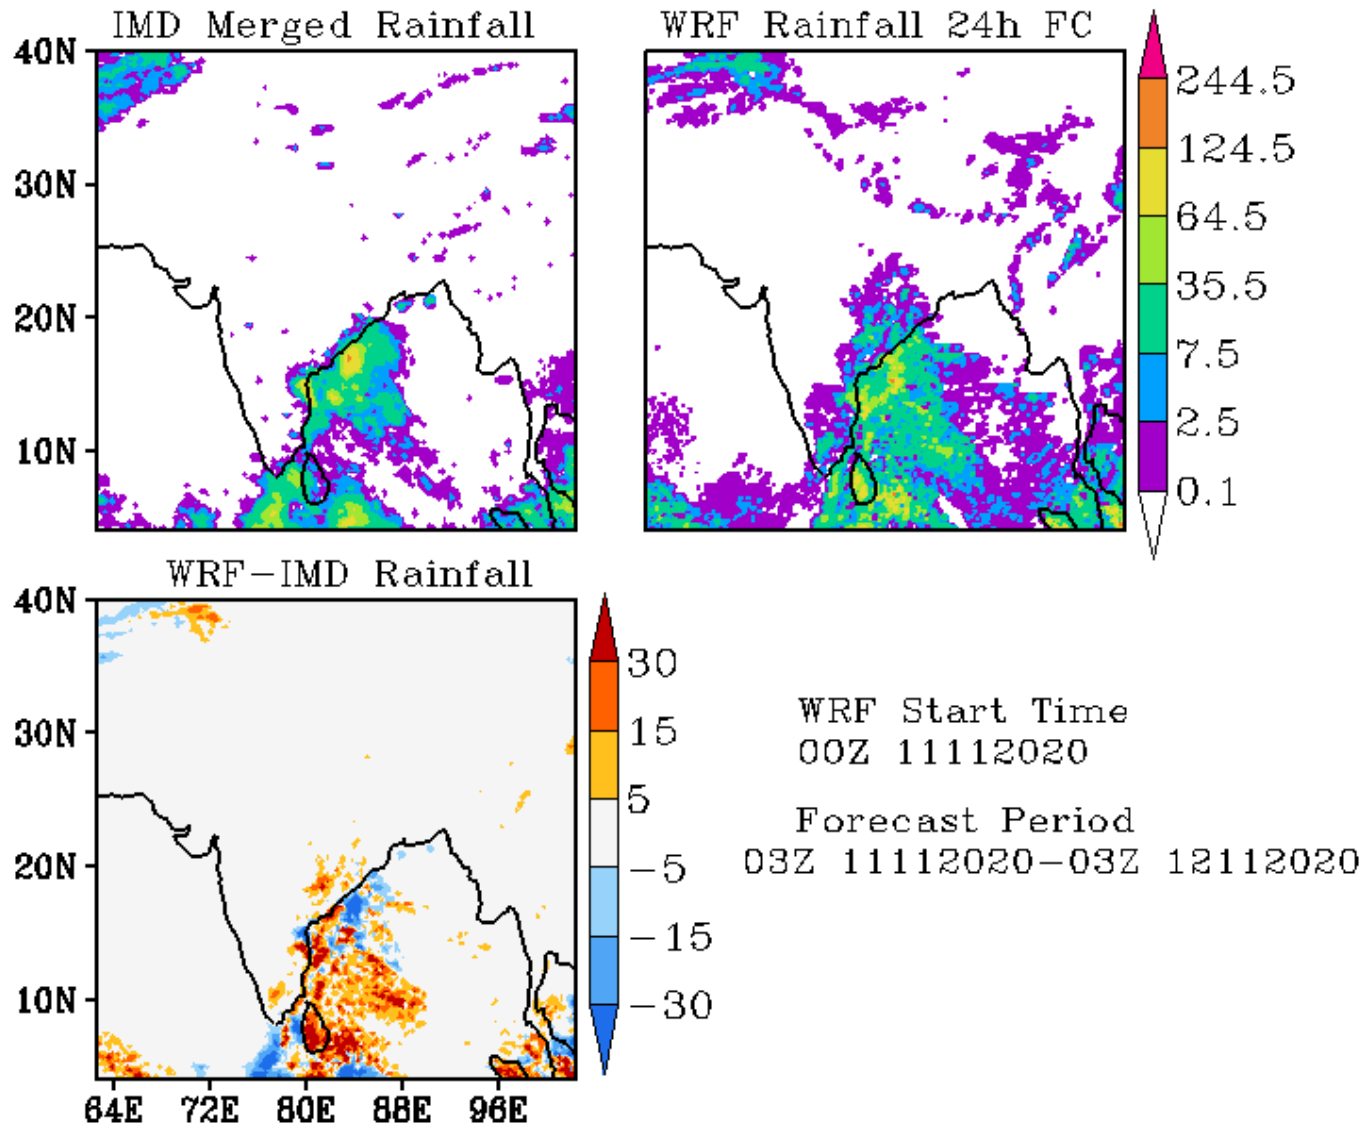 IMD Merged Rainfall
WRF Rainfall 24h FC
40N
30N
20N
10N
244.5
124.5
64.5
35.5
7.5
2.5
0.1
WRF-IMD Rainfall
40N
30N
20N
10N
64E 72E 80E 88E 96E
30
15
5
-5
-15
-30
WRF Start Time
00Z 11112020
Forecast Period
03Z 11112020-03Z 12112020